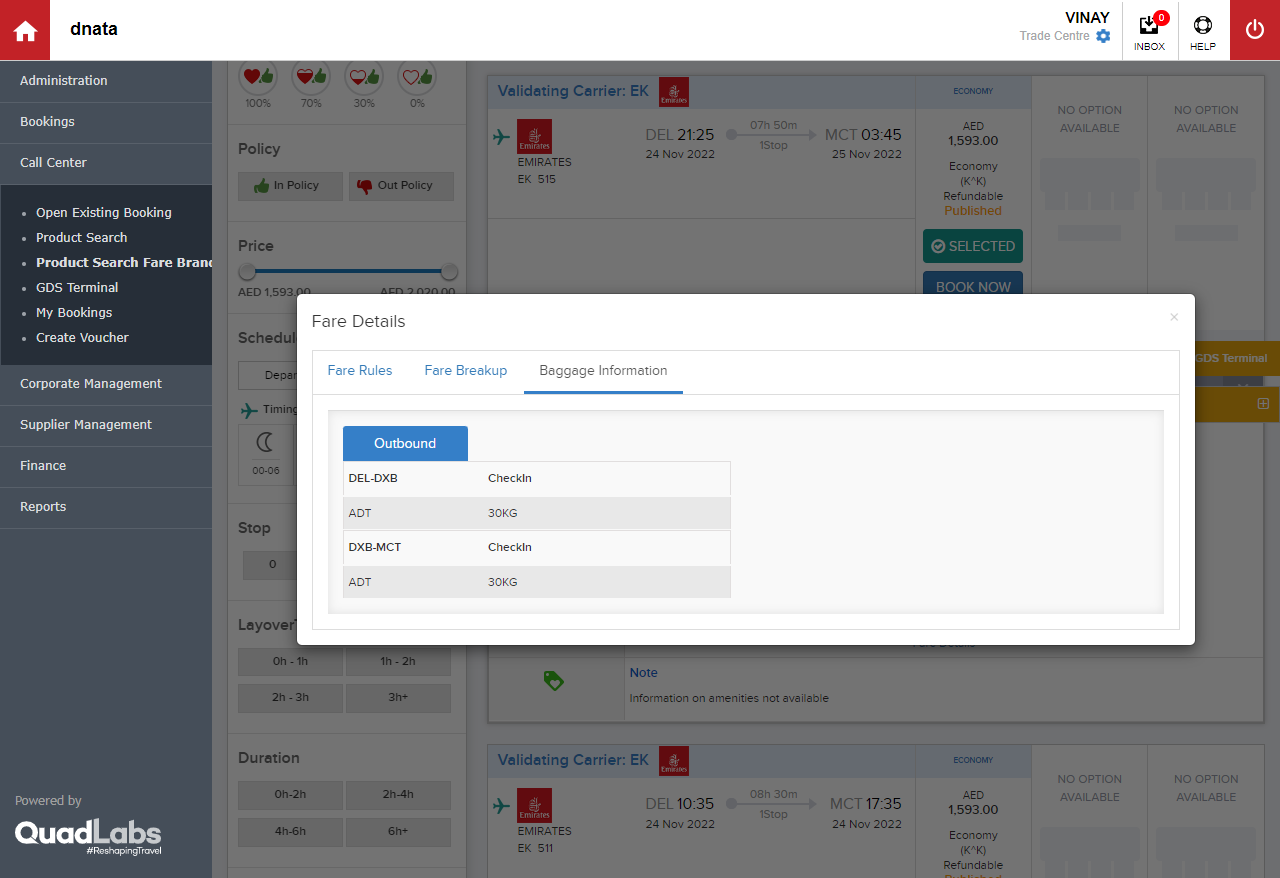 dnata
VINAY
Trade Centre
0
INBOX
HELP
Administration
Bookings
Call Center
Open Existing Booking
Product Search
Product Search Fare Bran
GDS Terminal
My Bookings
Create Voucher
Corporate Management
Supplier Management
Finance
Reports
Powered by
QuadLabs
#ReshapingTravel
100% 70% 30% 0%
Policy
In Policy Out Policy
Price
AED 1,593.00 AED 2,020.00
Timing
00-06
Stop
0
0h - 1h 1h - 2h
2h - 3h 3h+
Duration
0h-2h 2h-4h
4h-6h 6h+
Validating Carrier: EK
Emirates
ECONOMY
NO OPTION
AVAILABLE
NO OPTION
AVAILABLE
Emirates
EMIRATES
EK 515
DEL 21:25
24 Nov 2022
07h 50m
1Stop
MCT 03:45
25 Nov 2022
AED
1,593.00
Economy
(K^K)
Refundable
Published
SELECTED
BOOK NOW
GDS Terminal
Fare Details
×
Fare Rules Fare Breakup Baggage Information
Outbound
DEL-DXB CheckIn
ADT 30KG
DXB-MCT CheckIn
ADT 30KG
Note
Information on amenities not available
Validating Carrier: EK
Emirates
ECONOMY
NO OPTION
AVAILABLE
NO OPTION
AVAILABLE
Emirates
EMIRATES
EK 511
DEL 10:35
24 Nov 2022
08h 30m
1Stop
MCT 17:35
24 Nov 2022
AED
1,593.00
Economy
(K^K)
Refundable